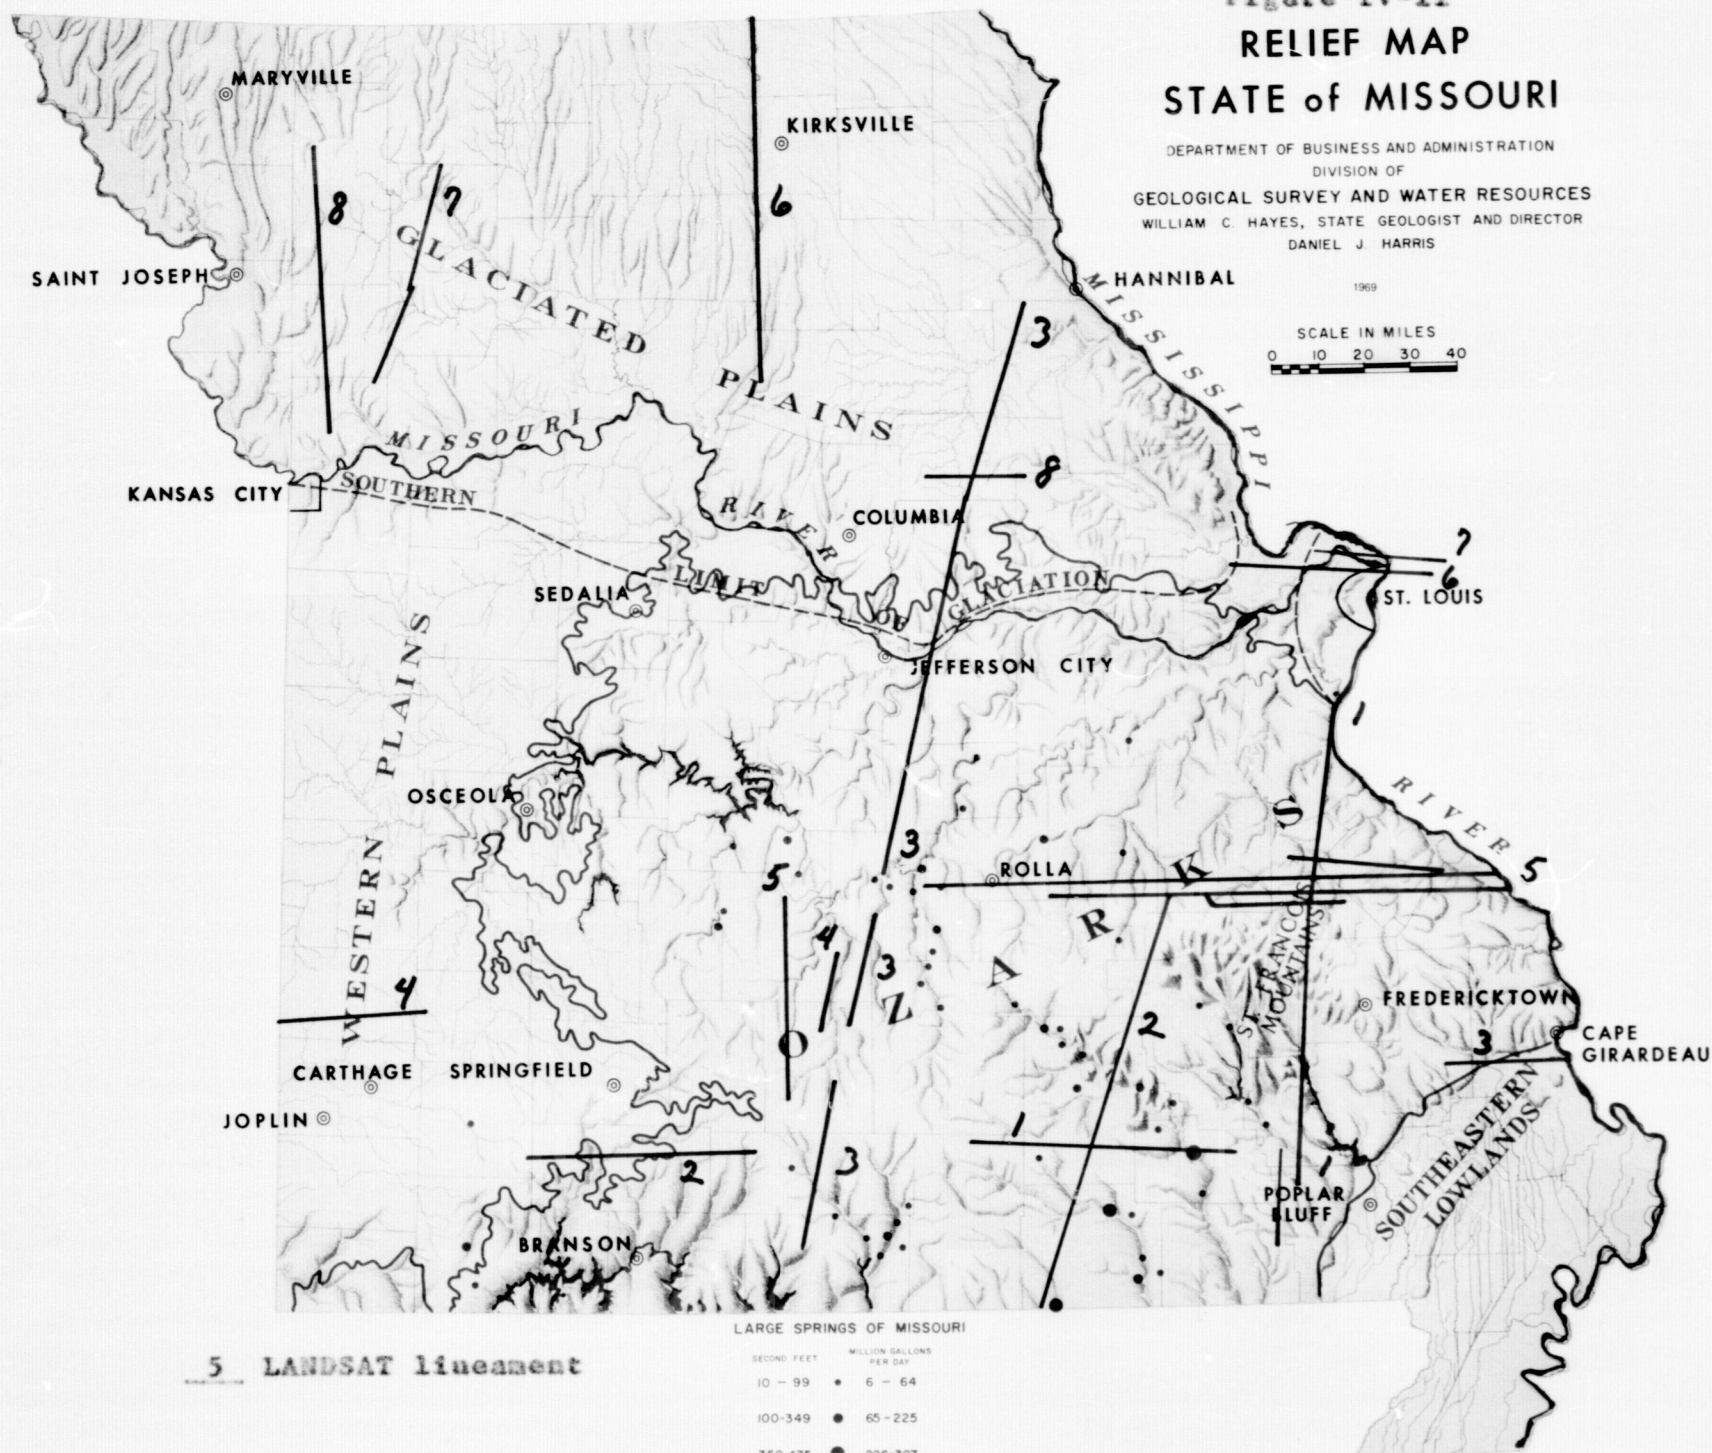 Figure IV-11
RELIEF MAP
STATE of MISSOURI
DEPARTMENT OF BUSINESS AND ADMINISTRATION
DIVISION OF
GEOLOGICAL SURVEY AND WATER RESOURCES
WILLIAM C. HAYES, STATE GEOLOGIST AND DIRECTOR
DANIEL J. HARRIS
1969
SCALE IN MILES
0 10 20 30 40
MARYVILLE
KIRKSVILLE
8
7
6
GLACIATED
PLAINS
SAINT JOSEPH
HANNIBAL
MISSISSIPPI
3
MISSOURI
RIVER
8
KANSAS CITY
SOUTHERN
LIMIT
OF
GLACIATION
COLUMBIA
7
6
ST. LOUIS
SEDALIA
JEFFERSON CITY
WESTERN PLAINS
1
RIVER
OSCEOLA
3
5
ROLLA
5
OZARKS
4
3
4
2
ST. FRANCOIS
MOUNTAINS
FREDERICKTOWN
CAPE
GIRARDEAU
3
CARTHAGE
SPRINGFIELD
JOPLIN
1
2
3
1
POPLAR
BLUFF
SOUTHEASTERN
LOWLANDS
BRANSON
LARGE SPRINGS OF MISSOURI
SECOND FEET
MILLION GALLONS
PER DAY
10 - 99 6 - 64
100-349 65-225
5 LANDSAT lineament